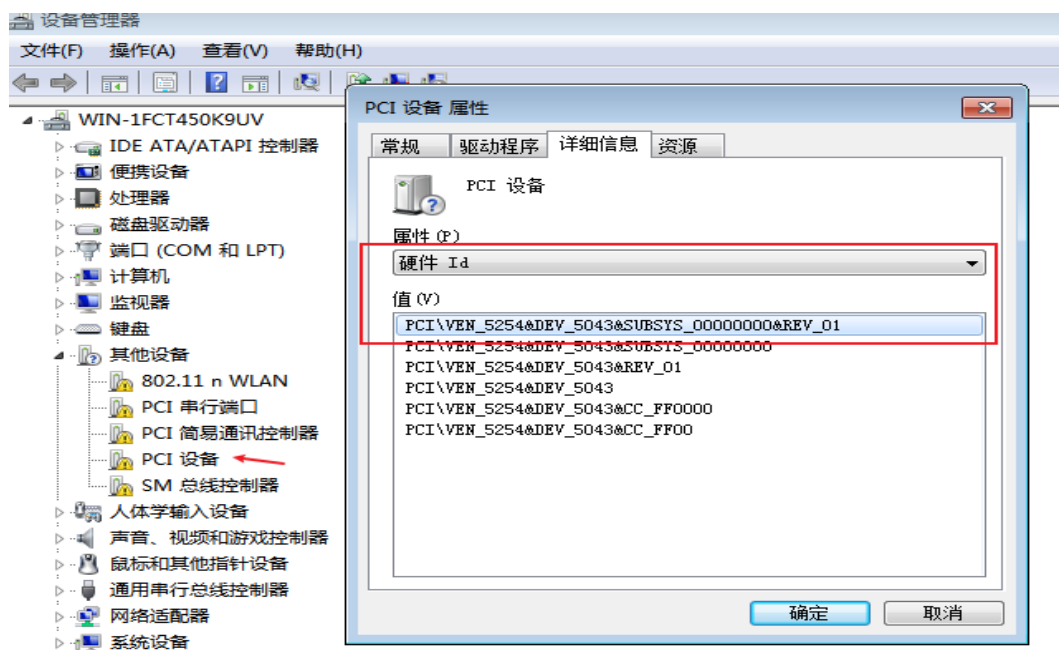 设备管理器
文件(F) 操作(A) 查看(V) 帮助(H)
WIN-1FCT450K9UV
IDE ATA/ATAPI 控制器
便携设备
处理器
磁盘驱动器
端口 (COM 和 LPT)
计算机
监视器
键盘
其他设备
802.11 n WLAN
PCI 串行端口
PCI 简易通讯控制器
PCI 设备
SM 总线控制器
人体学输入设备
声音、视频和游戏控制器
鼠标和其他指针设备
通用串行总线控制器
网络适配器
系统设备
PCI 设备 属性
常规 驱动程序 详细信息 资源
PCI 设备
属性(P)
硬件 Id
值(V)
PCI\VEN_5254&DEV_5043&SUBSYS_00000000&REV_01
PCI\VEN_5254&DEV_5043&SUBSYS_00000000
PCI\VEN_5254&DEV_5043&REV_01
PCI\VEN_5254&DEV_5043
PCI\VEN_5254&DEV_5043&CC_FF0000
PCI\VEN_5254&DEV_5043&CC_FF00
确定 取消